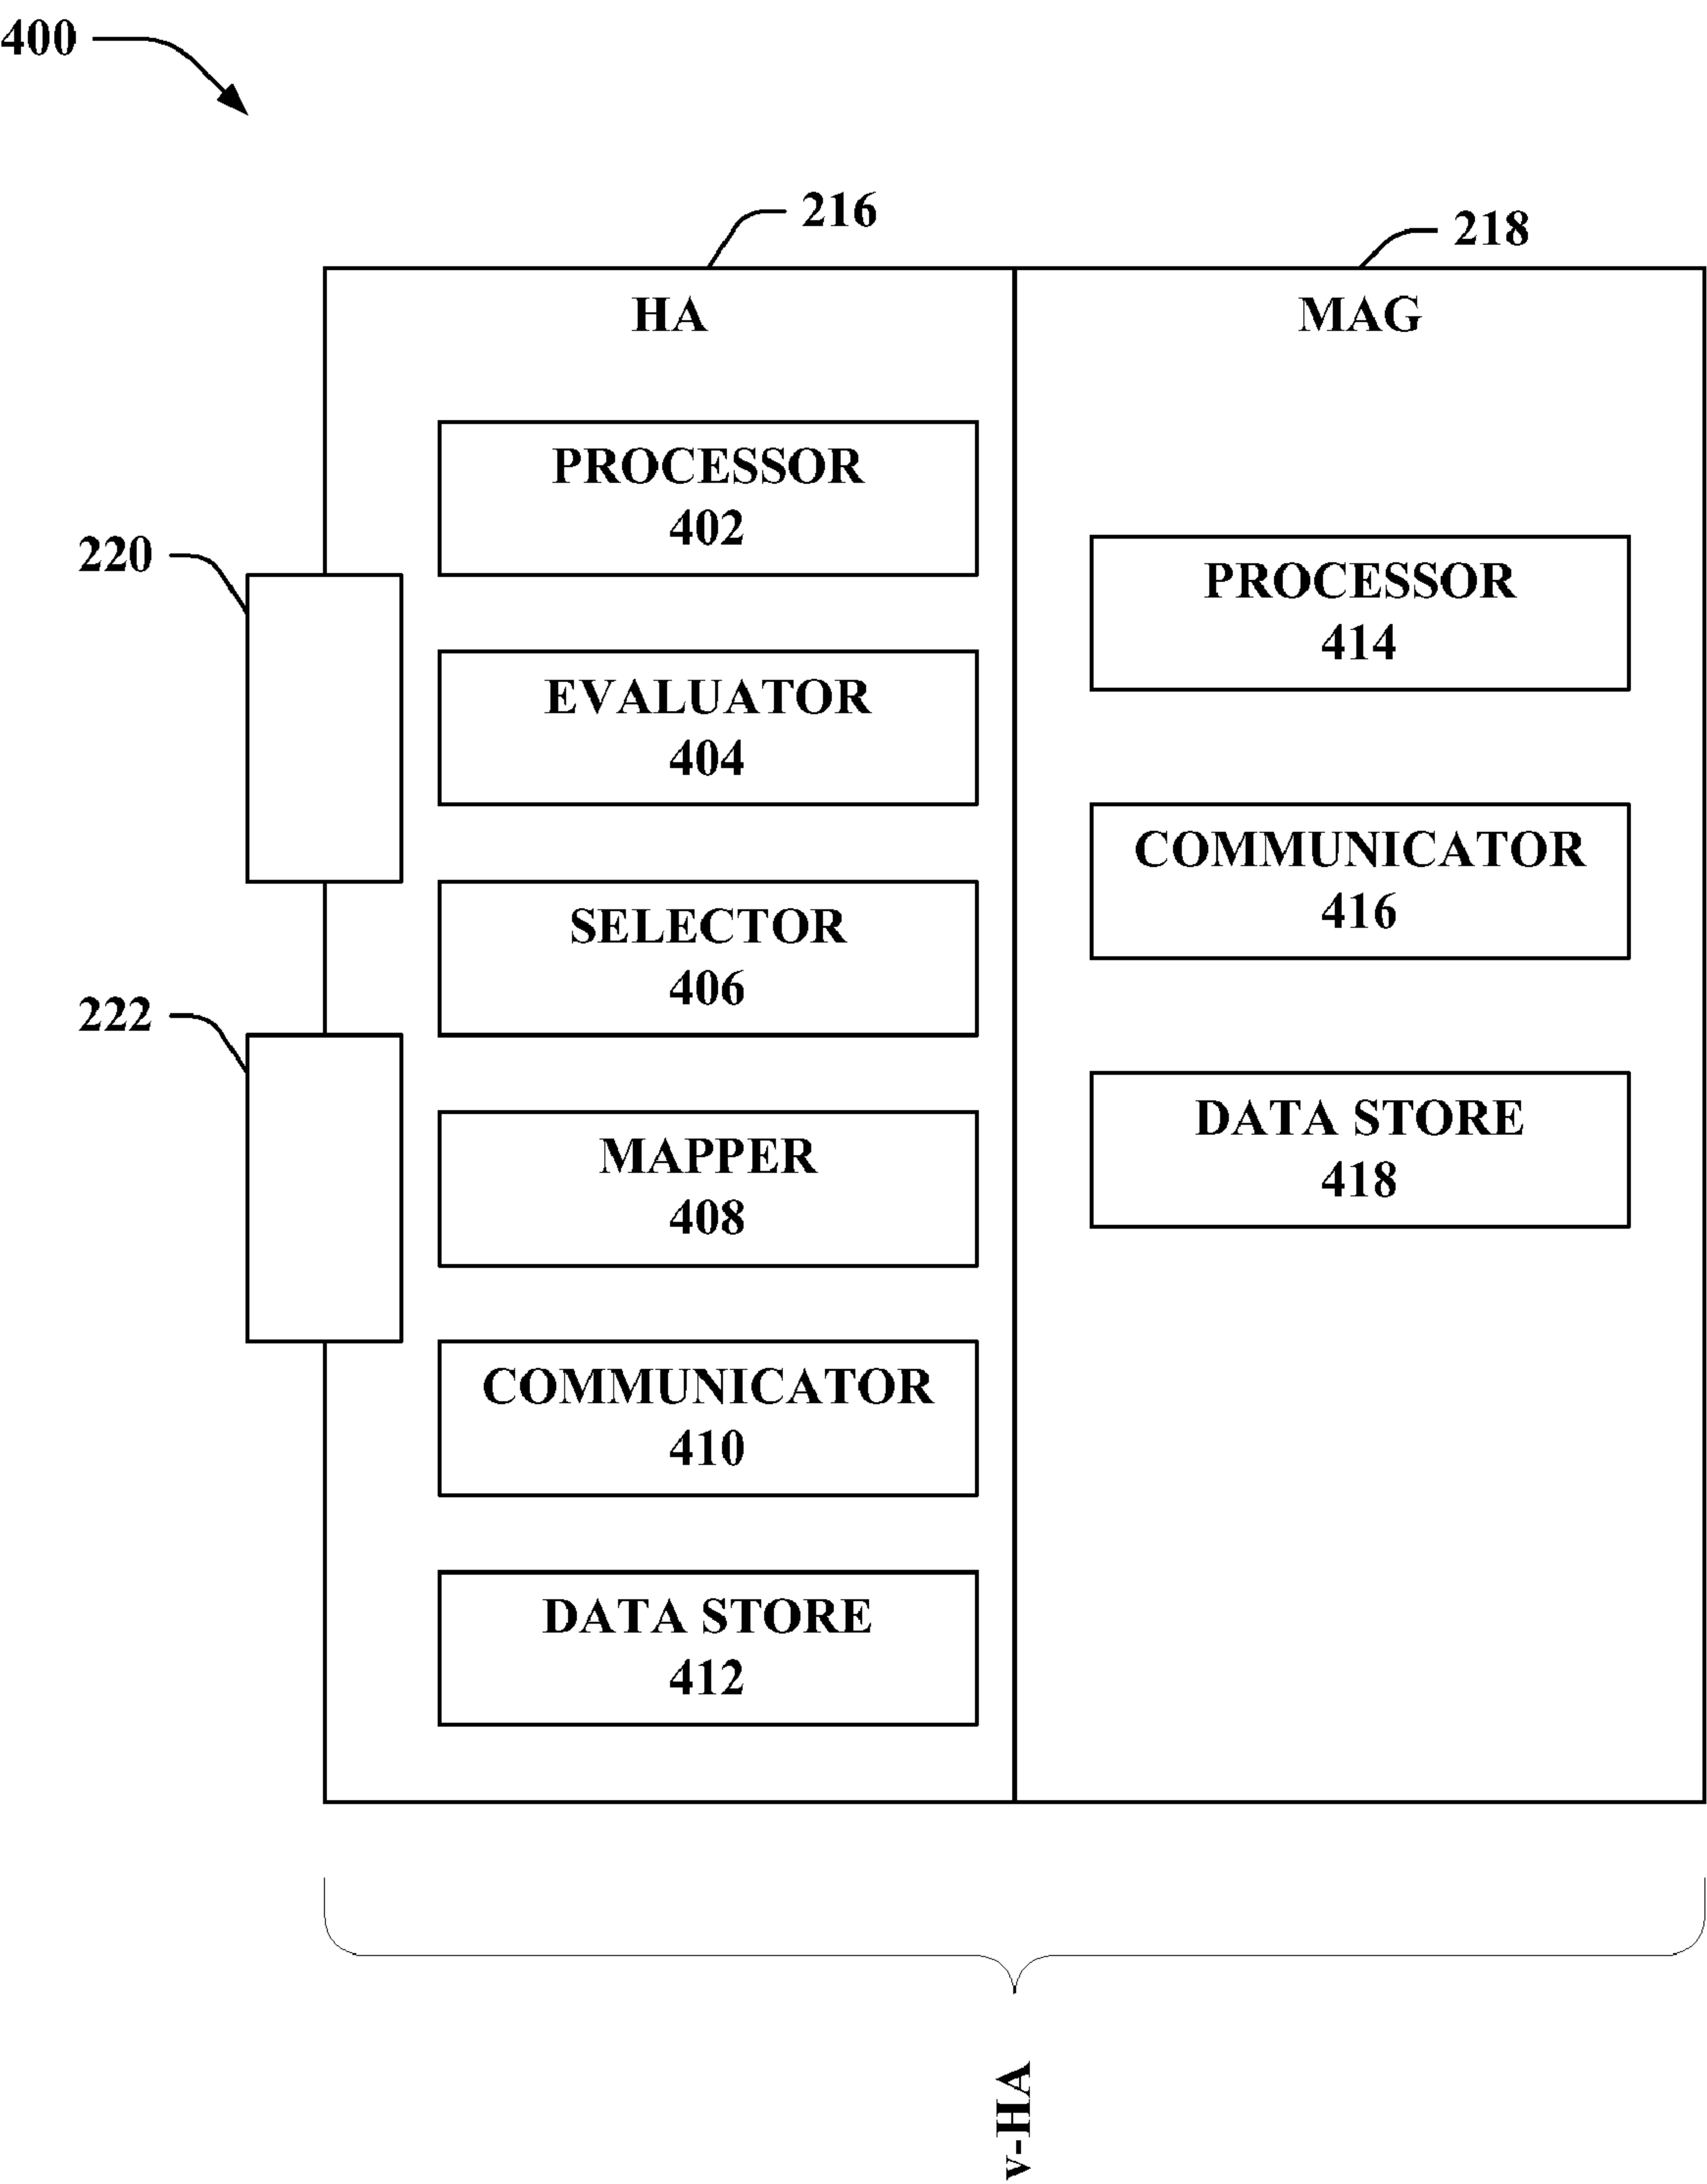 400
216
218
HA
MAG
PROCESSOR
402
220
PROCESSOR
414
EVALUATOR
404
COMMUNICATOR
416
SELECTOR
406
222
DATA STORE
418
MAPPER
408
COMMUNICATOR
410
DATA STORE
412
v-HA